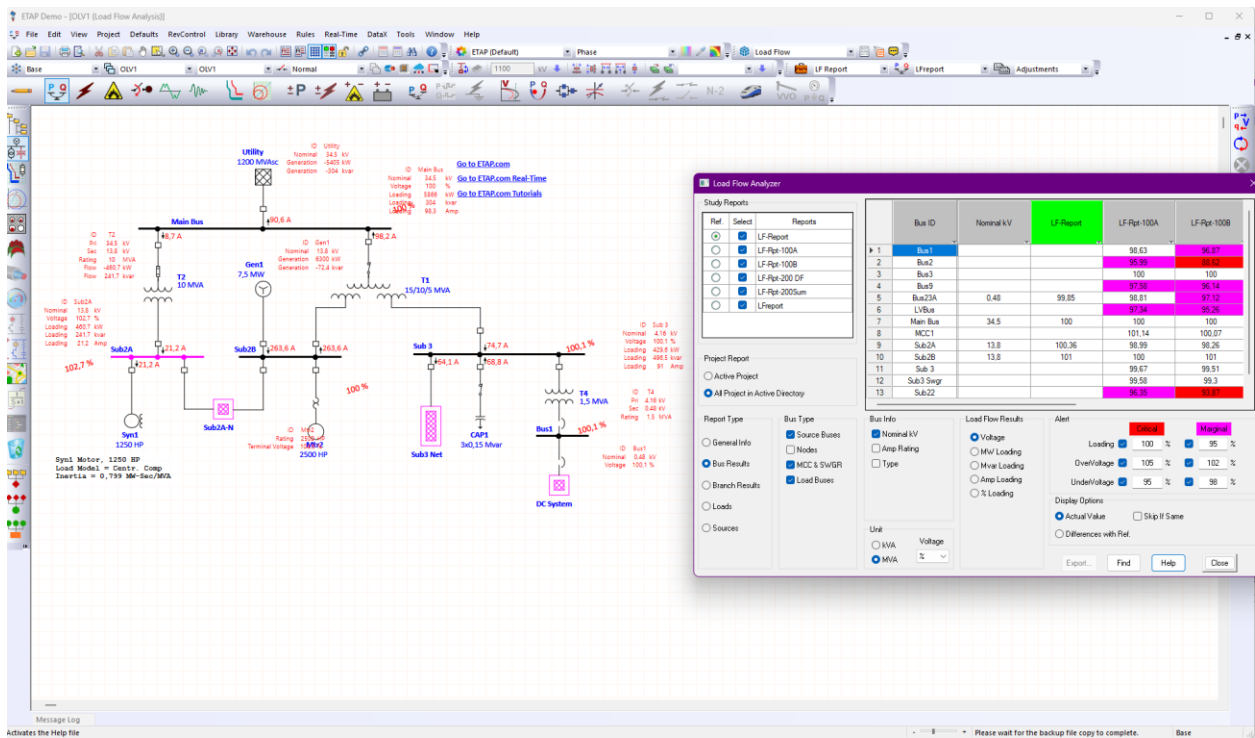 ETAP Demo - [OLV1 (Load Flow Analysis)]
File Edit View Project Defaults RevControl Library Warehouse Rules Real-Time DataX Tools Window Help
ETAP (Default) Phase Load Flow
Base OLV1 OLV1 Normal 1100 kV LF Report LFreport Adjustments
N-2
Utility
1200 MVAsc
ID Utility
Nominal 34.5 kV
Generation -5405 kW
Generation -304 kvar
Go to ETAP.com
Go to ETAP.com Real-Time
Go to ETAP.com Tutorials
ID Main Bus
Nominal 34.5 kV
Voltage 100 %
Loading 5866 kW
Loading 304 kvar
Loading 98.3 Amp
100 %
Main Bus
90,6 A
8,7 A
98,2 A
ID T2
Pri 34.5 kV
Sec 13.8 kV
Rating 10 MVA
Flow -460.7 kW
Flow 241.7 kvar
T2
10 MVA
ID Gen1
Nominal 13.8 kV
Generation 6300 kW
Generation -72.4 kvar
Gen1
7,5 MW
T1
15/10/5 MVA
ID Sub2A
Nominal 13.8 kV
Voltage 102.7 %
Loading 460.7 kW
Loading 241.7 kvar
Loading 21.2 Amp
102,7 %
Sub2A
21,2 A
21,2 A
Sub2B
263,6 A
263,6 A
100 %
Sub 3
74,7 A
64,1 A
68,8 A
100,1 %
ID Sub 3
Nominal 4.16 kV
Voltage 100.1 %
Loading 429.6 kW
Loading 496.5 kvar
Loading 91 Amp
ID T4
Pri 4.16 kV
Sec 0.48 kV
Rating 1.5 MVA
T4
1,5 MVA
Bus1
100,1 %
ID Bus1
Nominal 0.48 kV
Voltage 100.1 %
Syn1
1250 HP
Sub2A-N
ID Mtr2
Rating 2500
Terminal Voltage
Mtr2
2500 HP
Sub3 Net
CAP1
3x0,15 Mvar
DC System
Syn1 Motor, 1250 HP
Load Model = Centr. Comp
Inertia = 0,799 MW-Sec/MVA
Load Flow Analyzer
Study Reports
Ref. Select Reports
LF-Report
LF-Rpt-100A
LF-Rpt-100B
LF-Rpt-200 DF
LF-Rpt-200Sum
LFreport
Project Report
Active Project
All Project in Active Directory
Bus ID Nominal kV LF-Report LF-Rpt-100A LF-Rpt-100B
1 Bus1 98,63 96,87
2 Bus2 95,99 88,62
3 Bus3 100 100
4 Bus9 97,58 96,14
5 Bus23A 0,48 99,85 98,81 97,12
6 LVBus 97,34 95,26
7 Main Bus 34,5 100 100 100
8 MCC1 101,14 100,07
9 Sub2A 13,8 100,36 98,99 98,26
10 Sub2B 13,8 101 100 101
11 Sub 3 99,67 99,51
12 Sub3 Swgr 99,58 99,3
13 Sub22 96,35 93,87
Report Type
General Info
Bus Results
Branch Results
Loads
Sources
Bus Type
Source Buses
Nodes
MCC & SWGR
Load Buses
Bus Info
Nominal kV
Amp Rating
Type
Unit
kVA
MVA
Voltage
%
Load Flow Results
Voltage
MW Loading
Mvar Loading
Amp Loading
% Loading
Alert
Critical Marginal
Loading 100 % 95 %
OverVoltage 105 % 102 %
UnderVoltage 95 % 98 %
Display Options
Actual Value Skip If Same
Differences with Ref.
Export... Find Help Close
Message Log
Activates the Help file
Please wait for the backup file copy to complete. Base